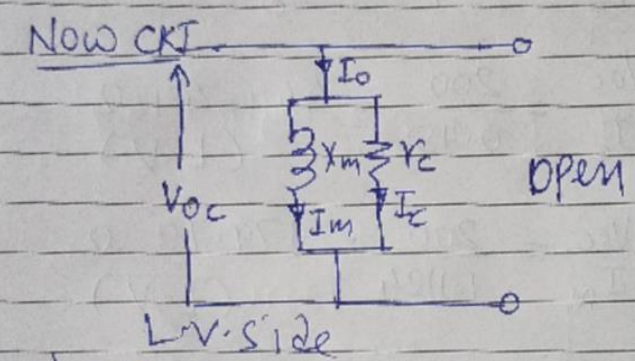 Now CKT
I₀
Xm rc
Open
Voc
Im Ic
L.V. side